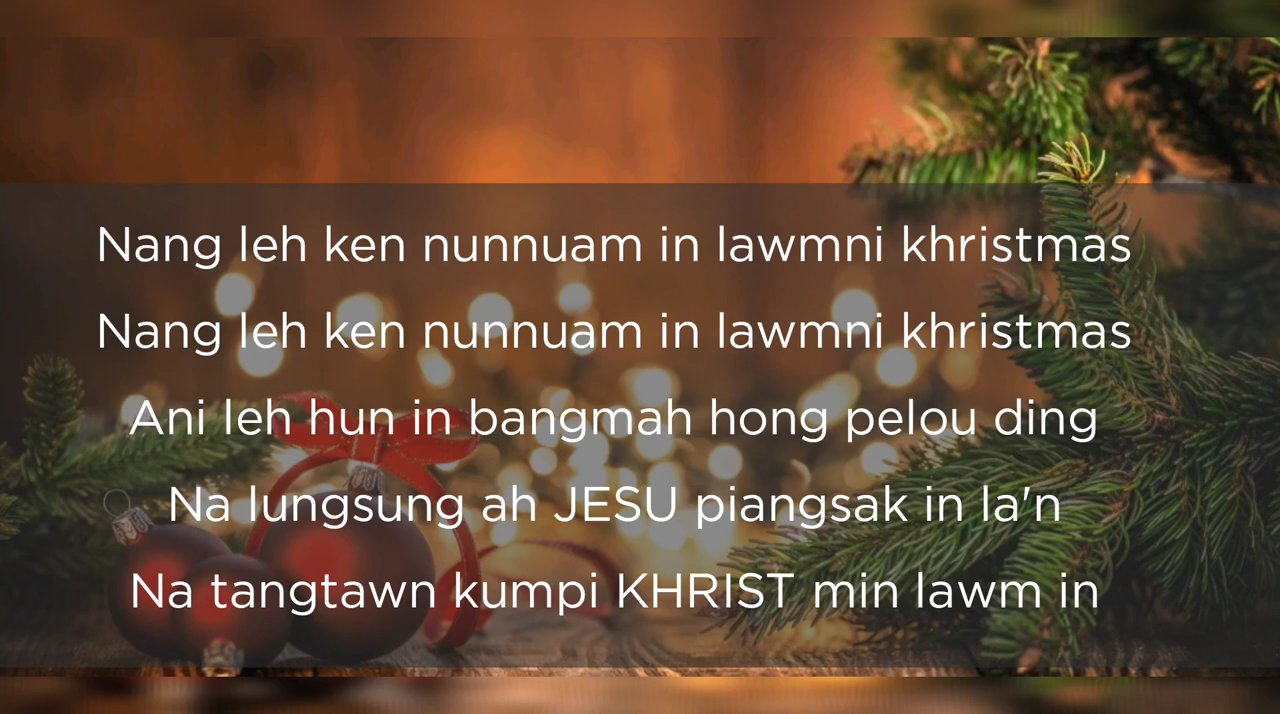 Nang leh ken nunnuam in lawmni khristmas
Nang leh ken nunnuam in lawmni khristmas
Ani leh hun in bangmah hong pelou ding
Na lungsung ah JESU piangsak in la'n
Na tangtawn kumpi KHRIST min lawm in